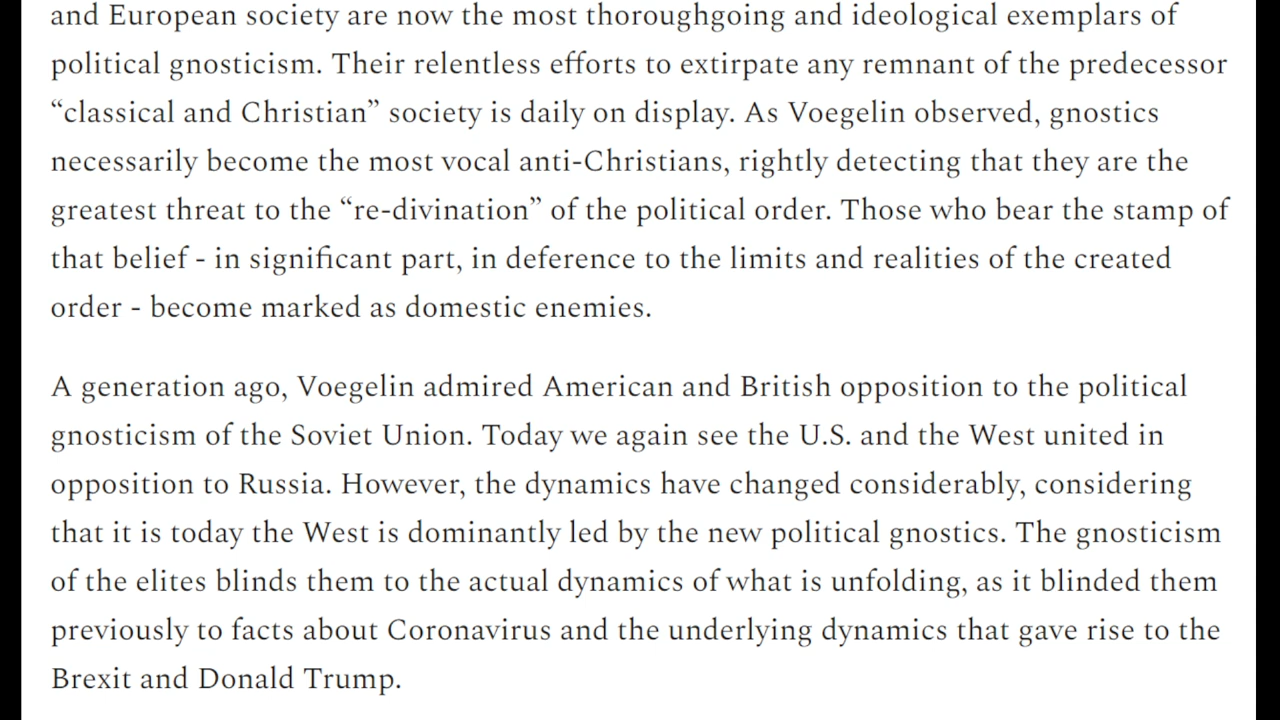 and European society are now the most thoroughgoing and ideological exemplars of
political gnosticism. Their relentless efforts to extirpate any remnant of the predecessor
“classical and Christian” society is daily on display. As Voegelin observed, gnostics
necessarily become the most vocal anti-Christians, rightly detecting that they are the
greatest threat to the “re-divination” of the political order. Those who bear the stamp of
that belief - in significant part, in deference to the limits and realities of the created
order - become marked as domestic enemies.
A generation ago, Voegelin admired American and British opposition to the political
gnosticism of the Soviet Union. Today we again see the U.S. and the West united in
opposition to Russia. However, the dynamics have changed considerably, considering
that it is today the West is dominantly led by the new political gnostics. The gnosticism
of the elites blinds them to the actual dynamics of what is unfolding, as it blinded them
previously to facts about Coronavirus and the underlying dynamics that gave rise to the
Brexit and Donald Trump.